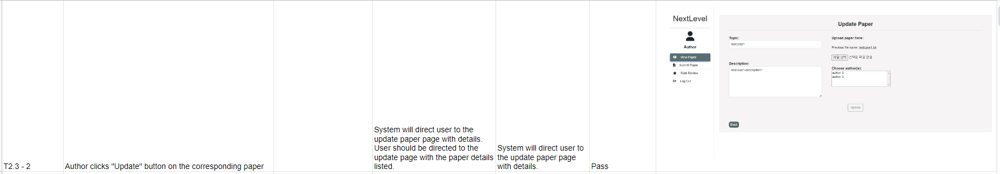 T2.3 - 2
Author clicks "Update" button on the corresponding paper
System will direct user to the
update paper page with details.
User should be directed to the
update page with the paper details
listed.
System will direct user to
the update paper page
with details.
Pass
NextLevel
Author
View Paper
Submit Paper
Rate Review
Log Out
Update Paper
Topic:
testcase1
Description:
testcase1-description1
Upload paper here:
Previous file name: testcase1.txt
파일 선택 선택된 파일 없음
Choose author(s):
author 2
author 3
Update
Back